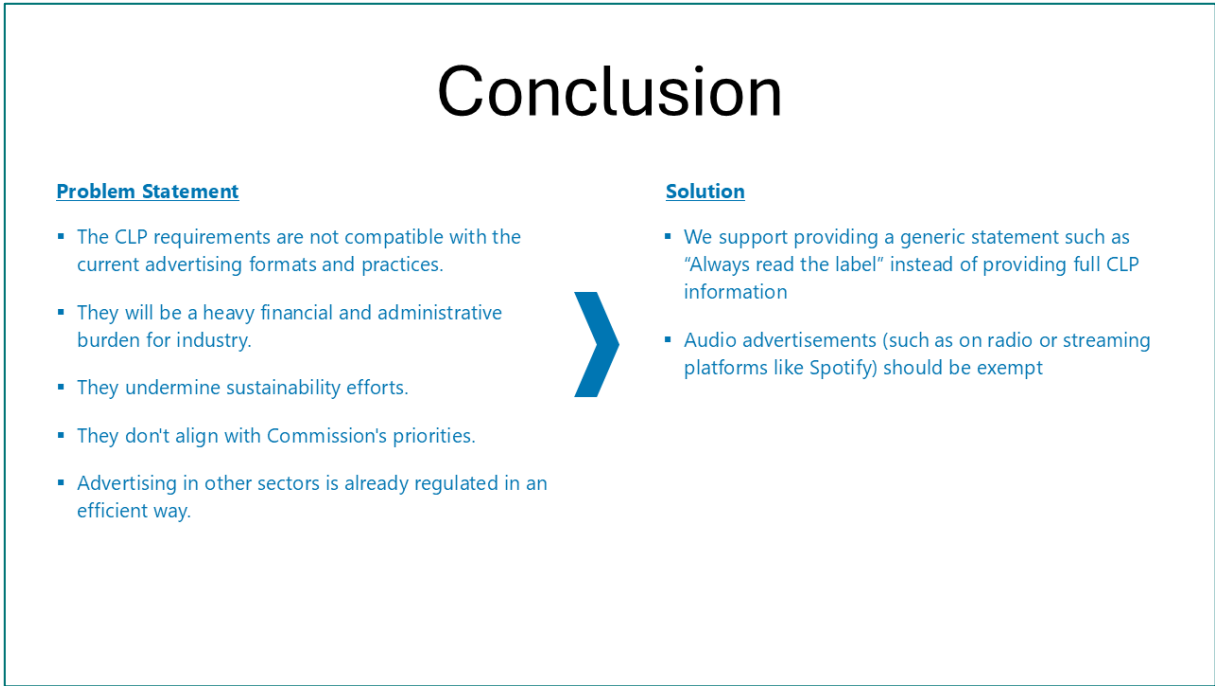 Conclusion
Problem Statement
▪ The CLP requirements are not compatible with the
current advertising formats and practices.
▪ They will be a heavy financial and administrative
burden for industry.
▪ They undermine sustainability efforts.
▪ They don't align with Commission's priorities.
▪ Advertising in other sectors is already regulated in an
efficient way.
Solution
▪ We support providing a generic statement such as
“Always read the label” instead of providing full CLP
information
▪ Audio advertisements (such as on radio or streaming
platforms like Spotify) should be exempt